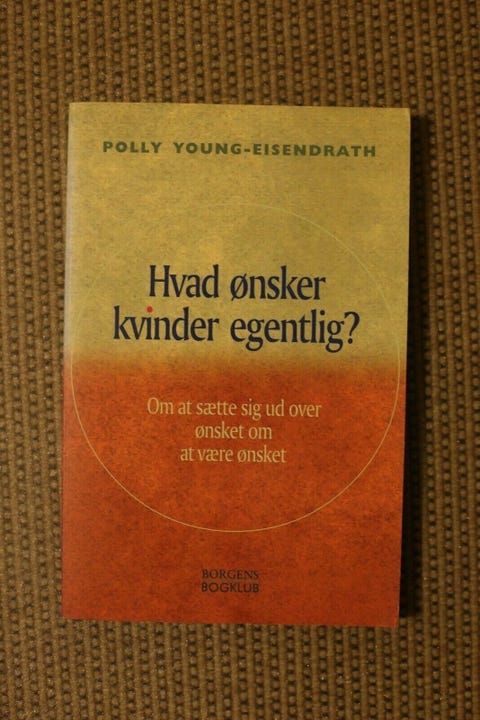 POLLY YOUNG-EISENDRATH
Hvad ønsker
kvinder egentlig?
Om at sætte sig ud over
ønsket om
at være ønsket
BORGENS
BOGKLUB